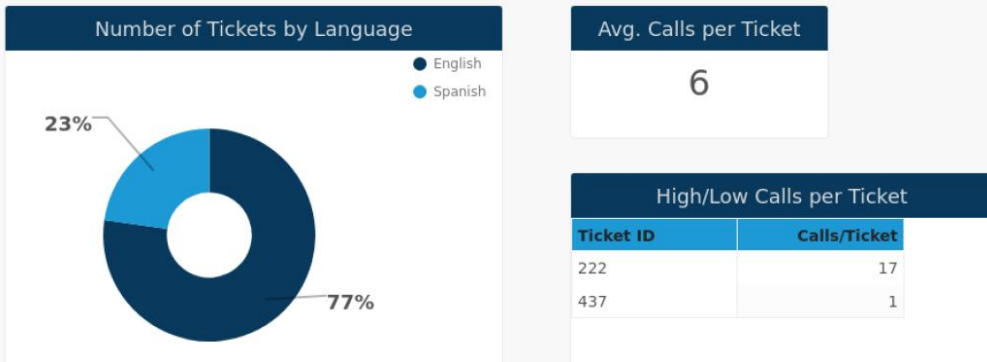 Number of Tickets by Language
English
Spanish
23%
77%
Avg. Calls per Ticket
6
High/Low Calls per Ticket
Ticket ID Calls/Ticket
222 17
437 1